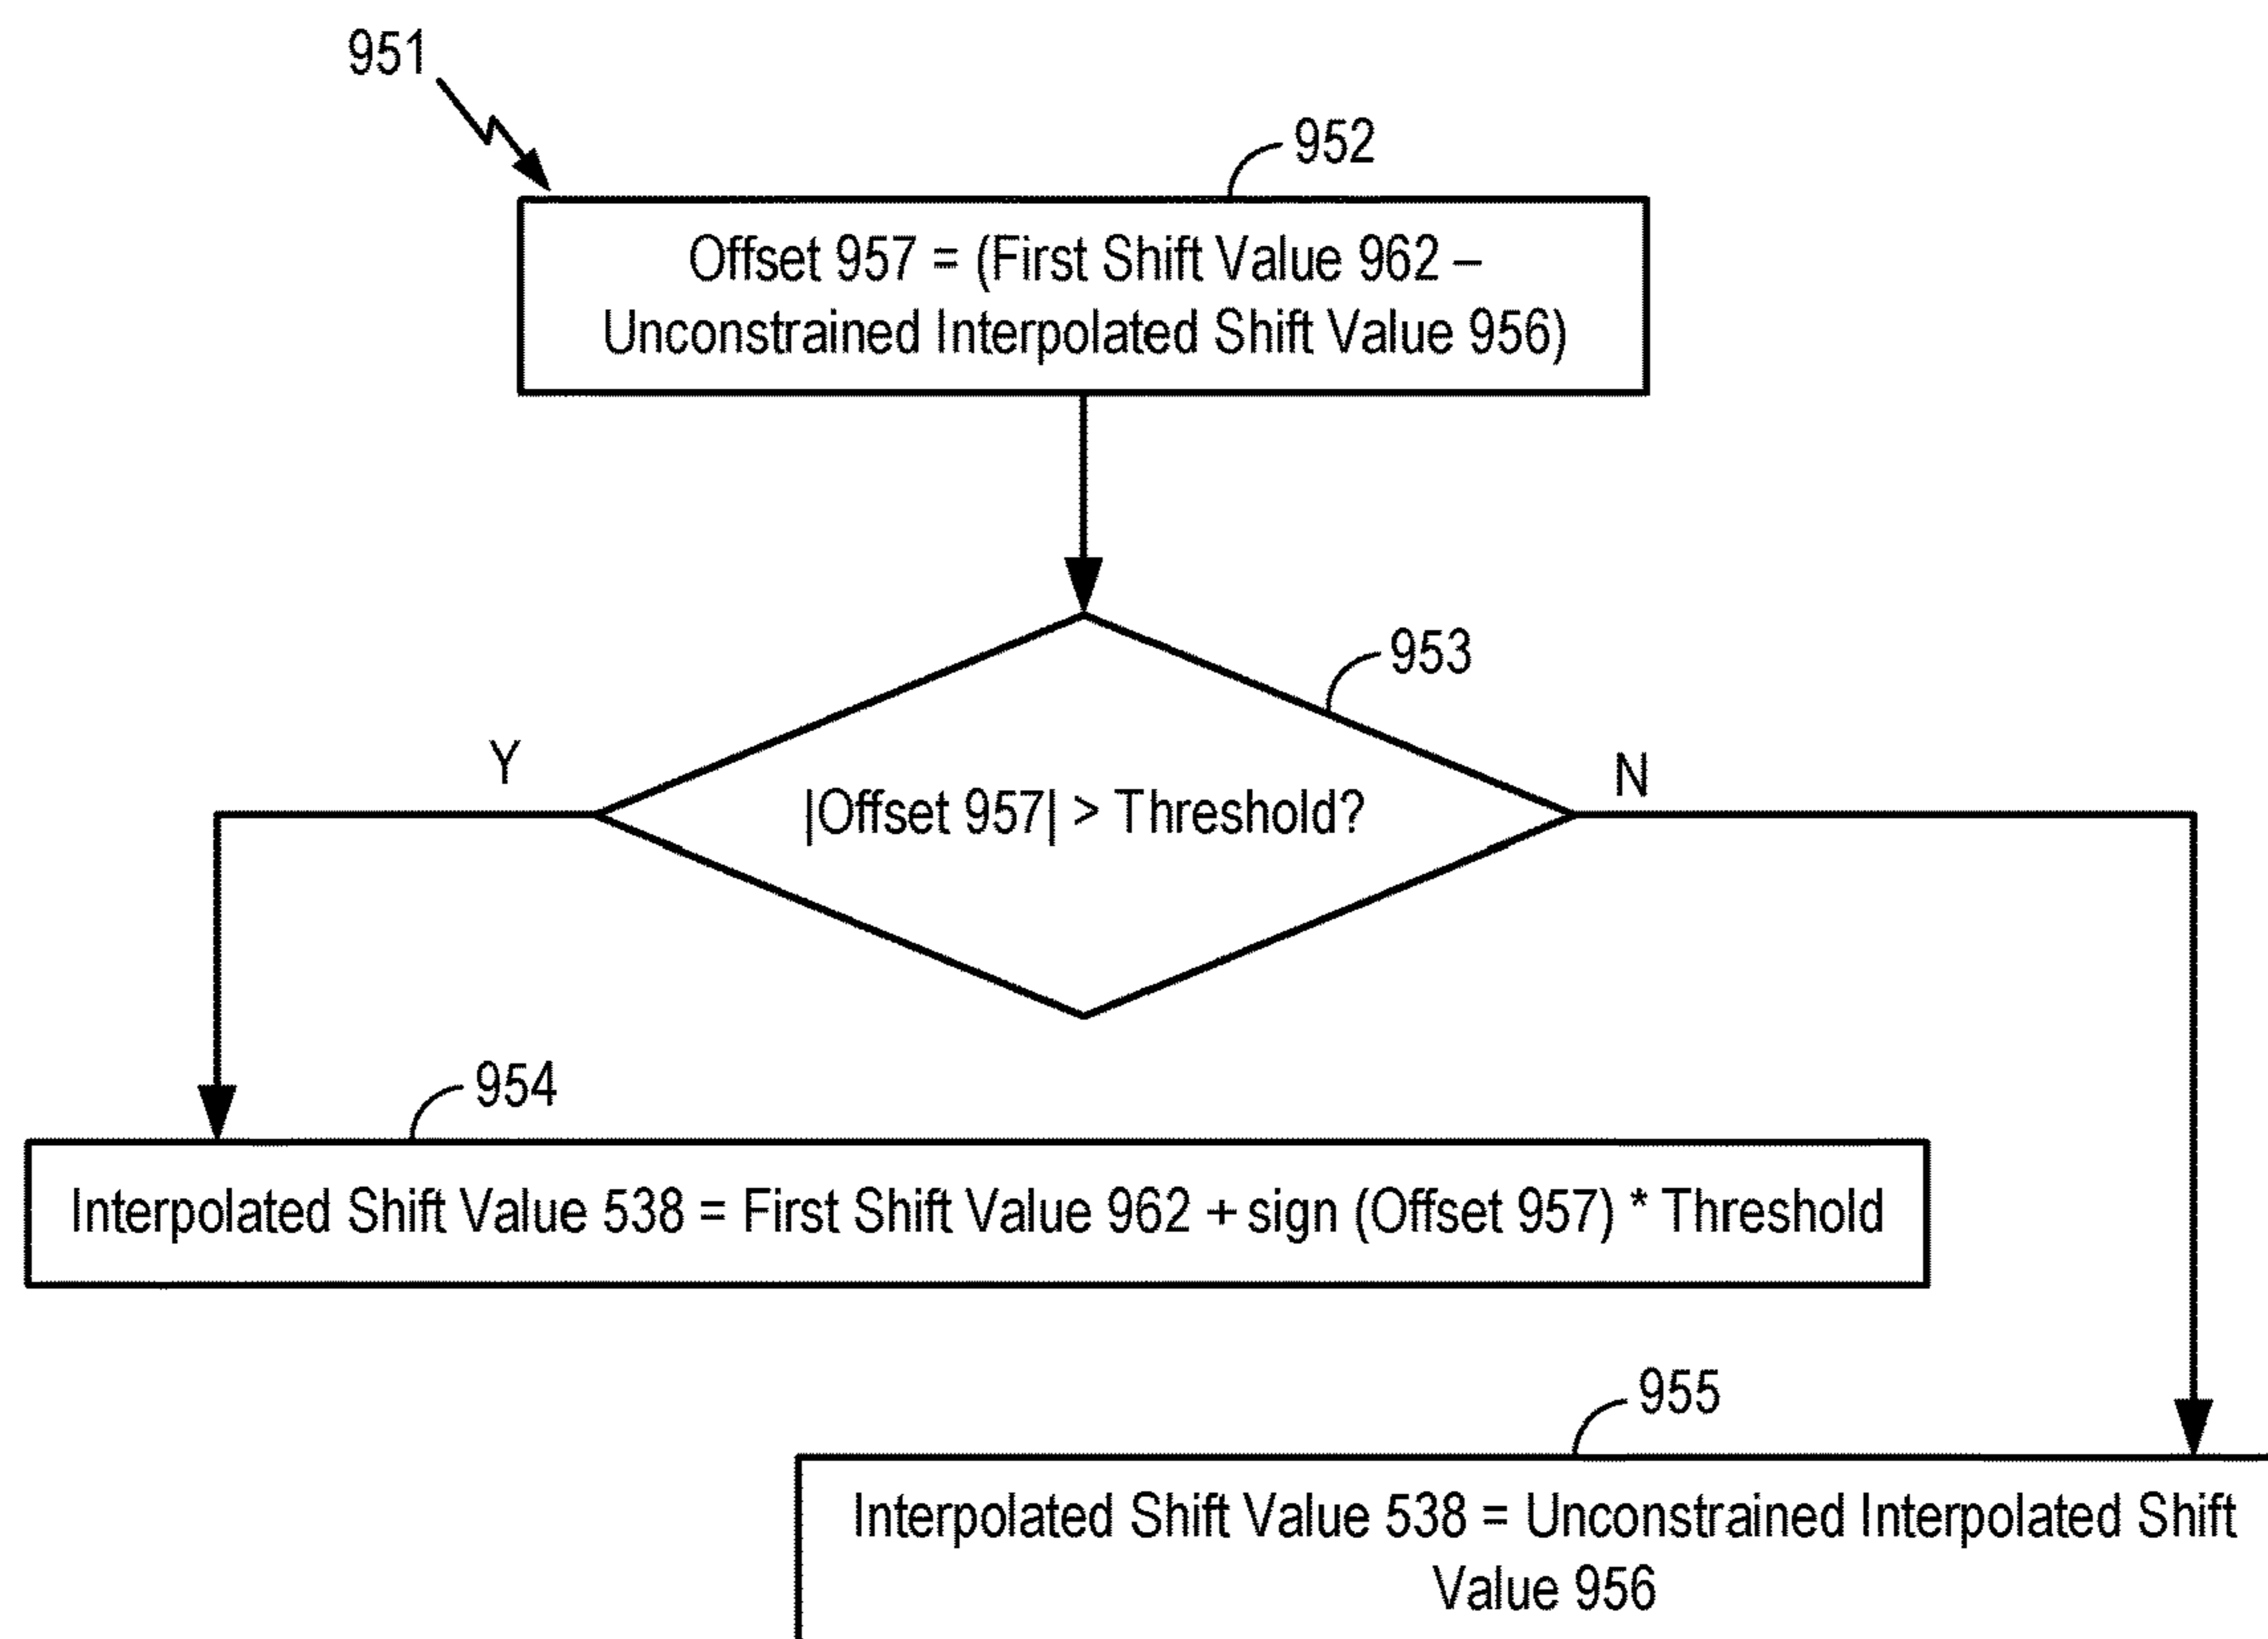 951
952
Offset 957 = (First Shift Value 962 –
Unconstrained Interpolated Shift Value 956)
953
Y
N
|Offset 957| > Threshold?
954
Interpolated Shift Value 538 = First Shift Value 962 + sign (Offset 957) * Threshold
955
Interpolated Shift Value 538 = Unconstrained Interpolated Shift
Value 956